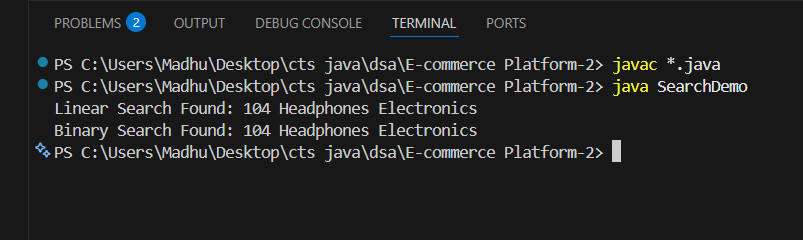 PROBLEMS 2 OUTPUT DEBUG CONSOLE TERMINAL PORTS
PS C:\Users\Madhu\Desktop\cts java\dsa\E-commerce Platform-2> javac *.java
PS C:\Users\Madhu\Desktop\cts java\dsa\E-commerce Platform-2> java SearchDemo
Linear Search Found: 104 Headphones Electronics
Binary Search Found: 104 Headphones Electronics
PS C:\Users\Madhu\Desktop\cts java\dsa\E-commerce Platform-2>